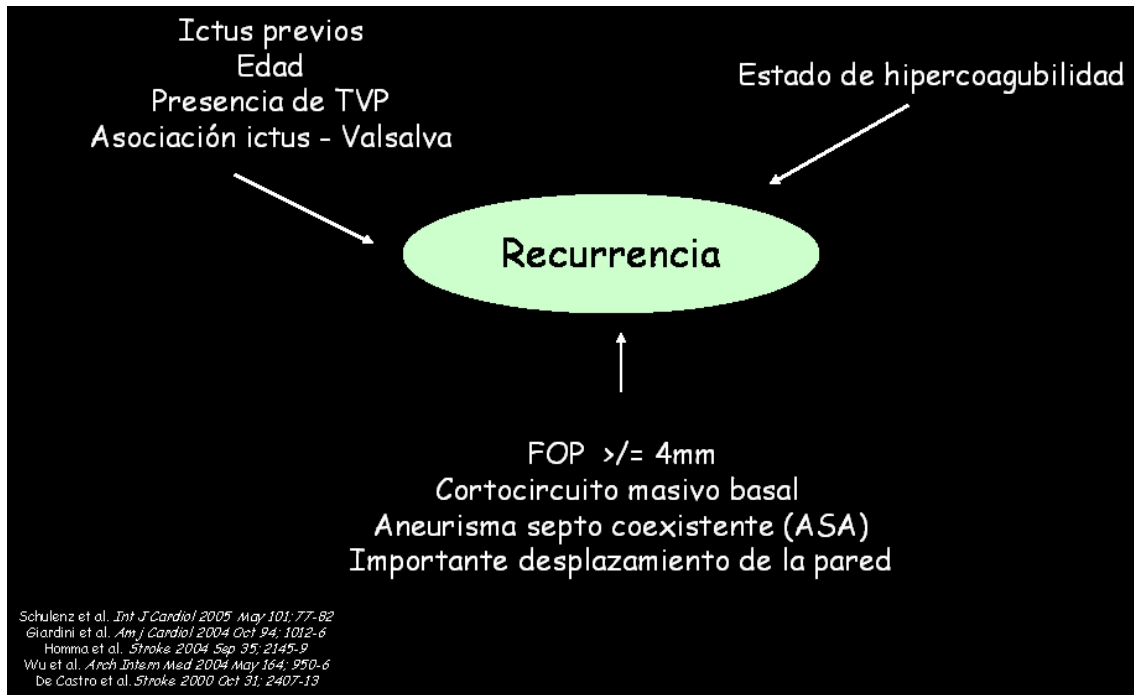 Ictus previos
Edad
Presencia de TVP
Asociación ictus - Valsalva
Estado de hipercoagubilidad
Recurrencia
FOP >/= 4mm
Cortocircuito masivo basal
Aneurisma septo coexistente (ASA)
Importante desplazamiento de la pared
Schulenz et al. Int J Cardiol 2005 May 101; 77-82
Giardini et al. Am j Cardiol 2004 Oct 94; 1012-6
Homma et al. Stroke 2004 Sep 35; 2145-9
Wu et al. Arch Intern Med 2004 May 164; 950-6
De Castro et al. Stroke 2000 Oct 31; 2407-13